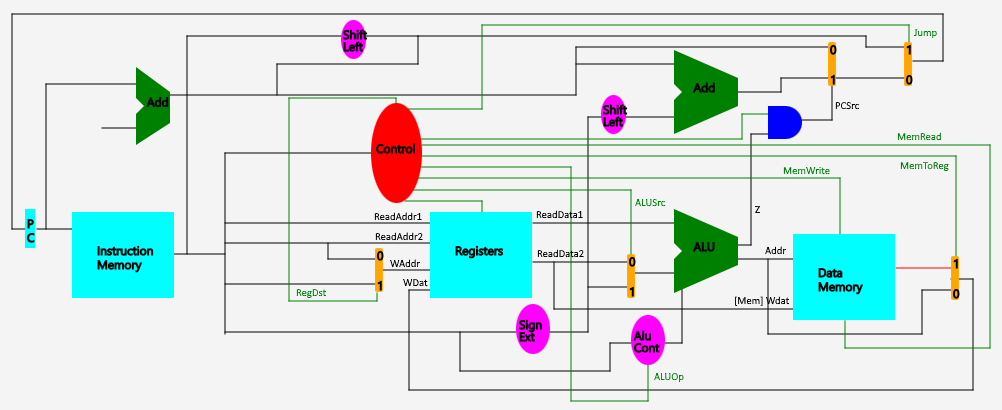 Jump
Shift
Left
0
1
1
0
Add
Add
Shift
Left
PCSrc
MemRead
Control
MemToReg
MemWrite
ALUSrc
P
C
Instruction
Memory
ReadAddr1
ReadAddr2
WAddr
WDat
0
1
RegDst
Registers
ReadData1
ReadData2
0
1
ALU
Z
Addr
[Mem] Wdat
Data
Memory
1
0
Sign
Ext
Alu
Cont
ALUOp